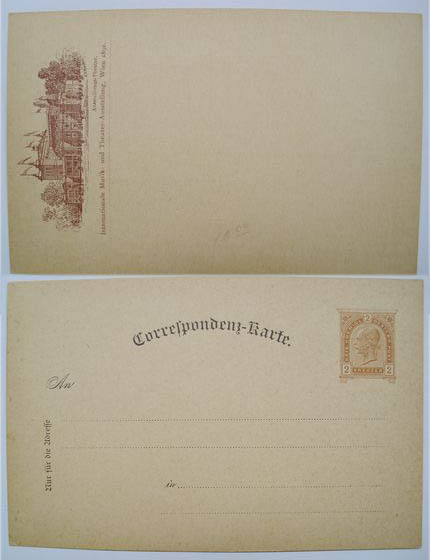 Ausstellungs-Theater.
Internationale Musik- und Theater-Ausstellung, Wien 1892.
Correſpondenz-Karte.
2
2 KREUZER 2
An
in
Nur für die Adreſſe